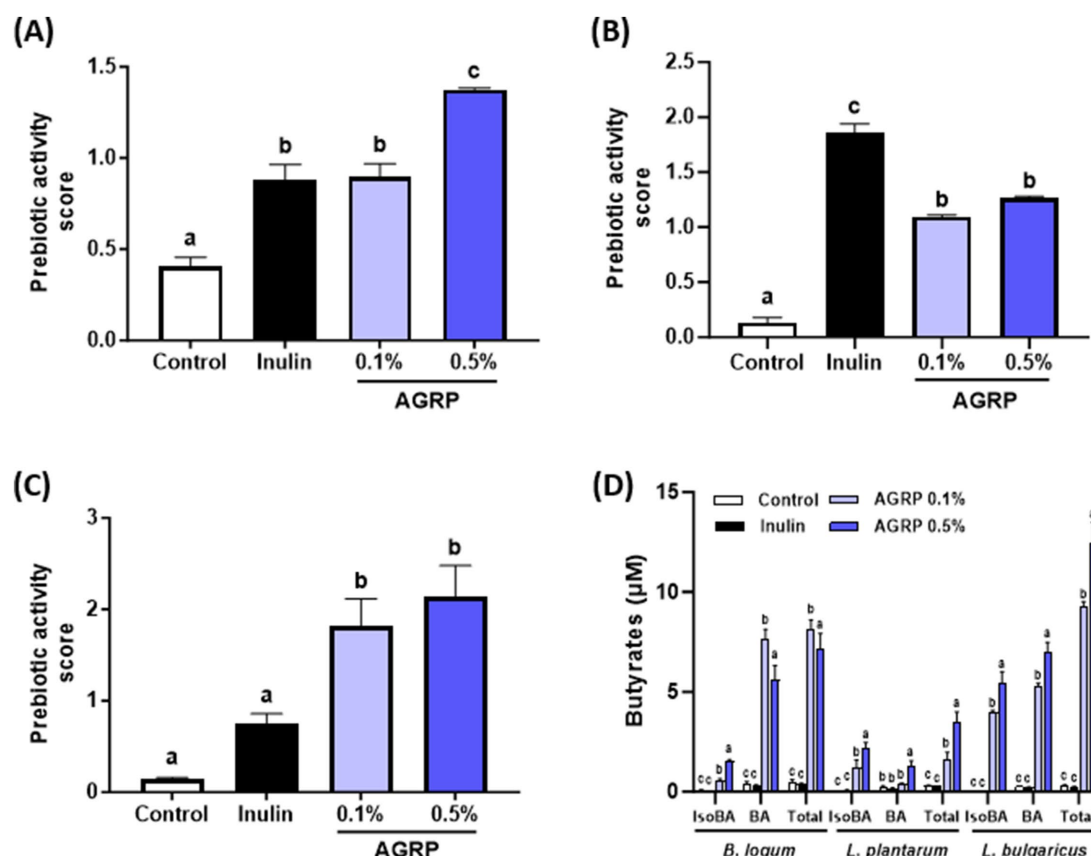 (A)
Prebiotic activity
score
1.5
1.0
0.5
0.0
a
b
b
c
Control Inulin 0.1% 0.5%
AGRP
(B)
Prebiotic activity
score
2.5
2.0
1.5
1.0
0.5
0.0
a
c
b
b
Control Inulin 0.1% 0.5%
AGRP
(C)
Prebiotic activity
score
3
2
1
0
a
a
b
b
Control Inulin 0.1% 0.5%
AGRP
(D)
Butyrates (µM)
15
10
5
0
Control AGRP 0.1%
Inulin AGRP 0.5%
c c b a c c b a c c b a c c b a b b b a c c b a c c b a c c b a c c b
IsoBA BA Total IsoBA BA Total IsoBA BA Total
B. logum L. plantarum L. bulgaricus